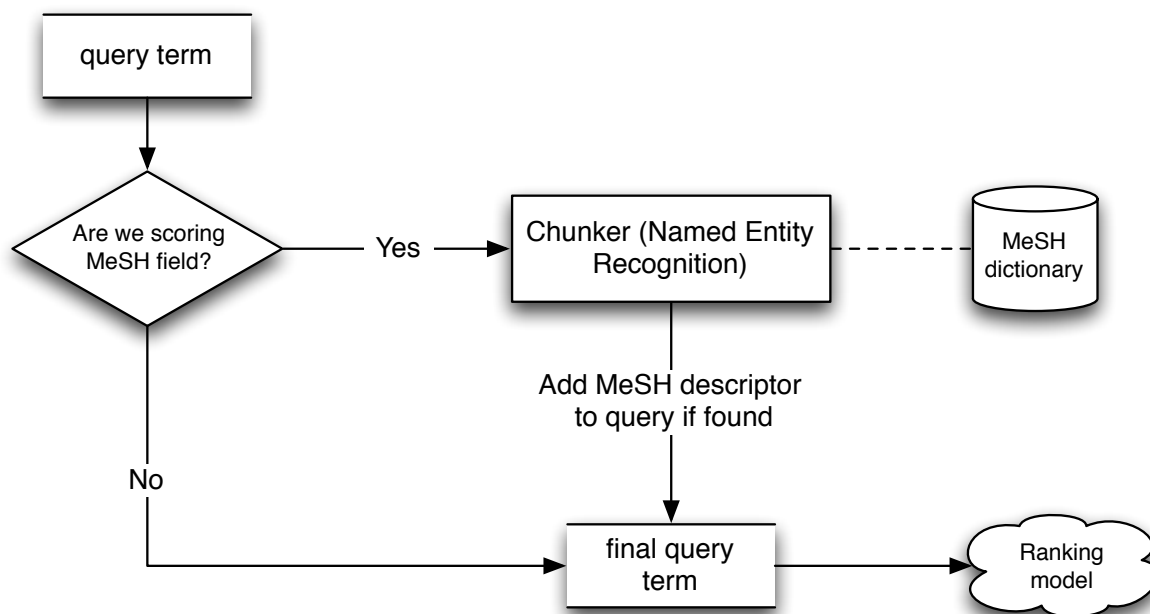 query term
Are we scoring
MeSH field?
Yes
Chunker (Named Entity
Recognition)
MeSH
dictionary
Add MeSH descriptor
to query if found
No
final query
term
Ranking
model